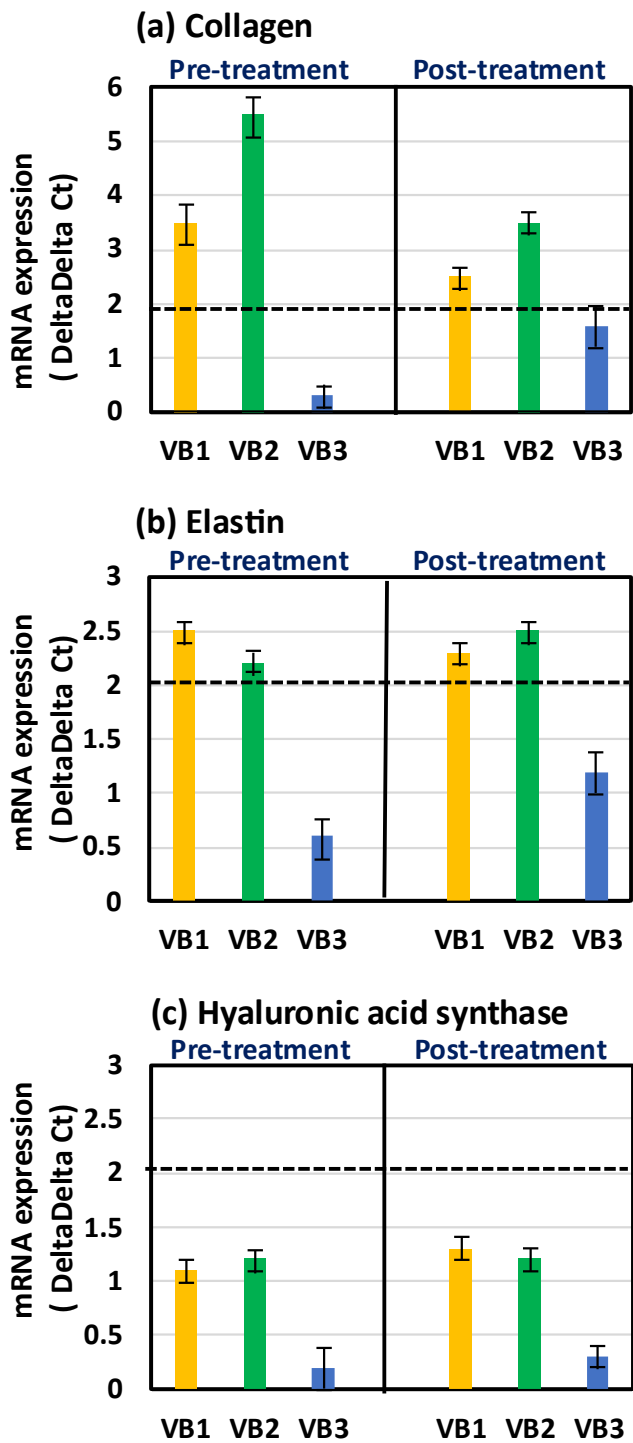 (a) Collagen
Pre-treatment Post-treatment
mRNA expression
( DeltaDelta Ct)
6
5
4
3
2
1
0
VB1 VB2 VB3 VB1 VB2 VB3
(b) Elastin
Pre-treatment Post-treatment
mRNA expression
( DeltaDelta Ct)
3
2.5
2
1.5
1
0.5
0
VB1 VB2 VB3 VB1 VB2 VB3
(c) Hyaluronic acid synthase
Pre-treatment Post-treatment
mRNA expression
( DeltaDelta Ct)
3
2.5
2
1.5
1
0.5
0
VB1 VB2 VB3 VB1 VB2 VB3